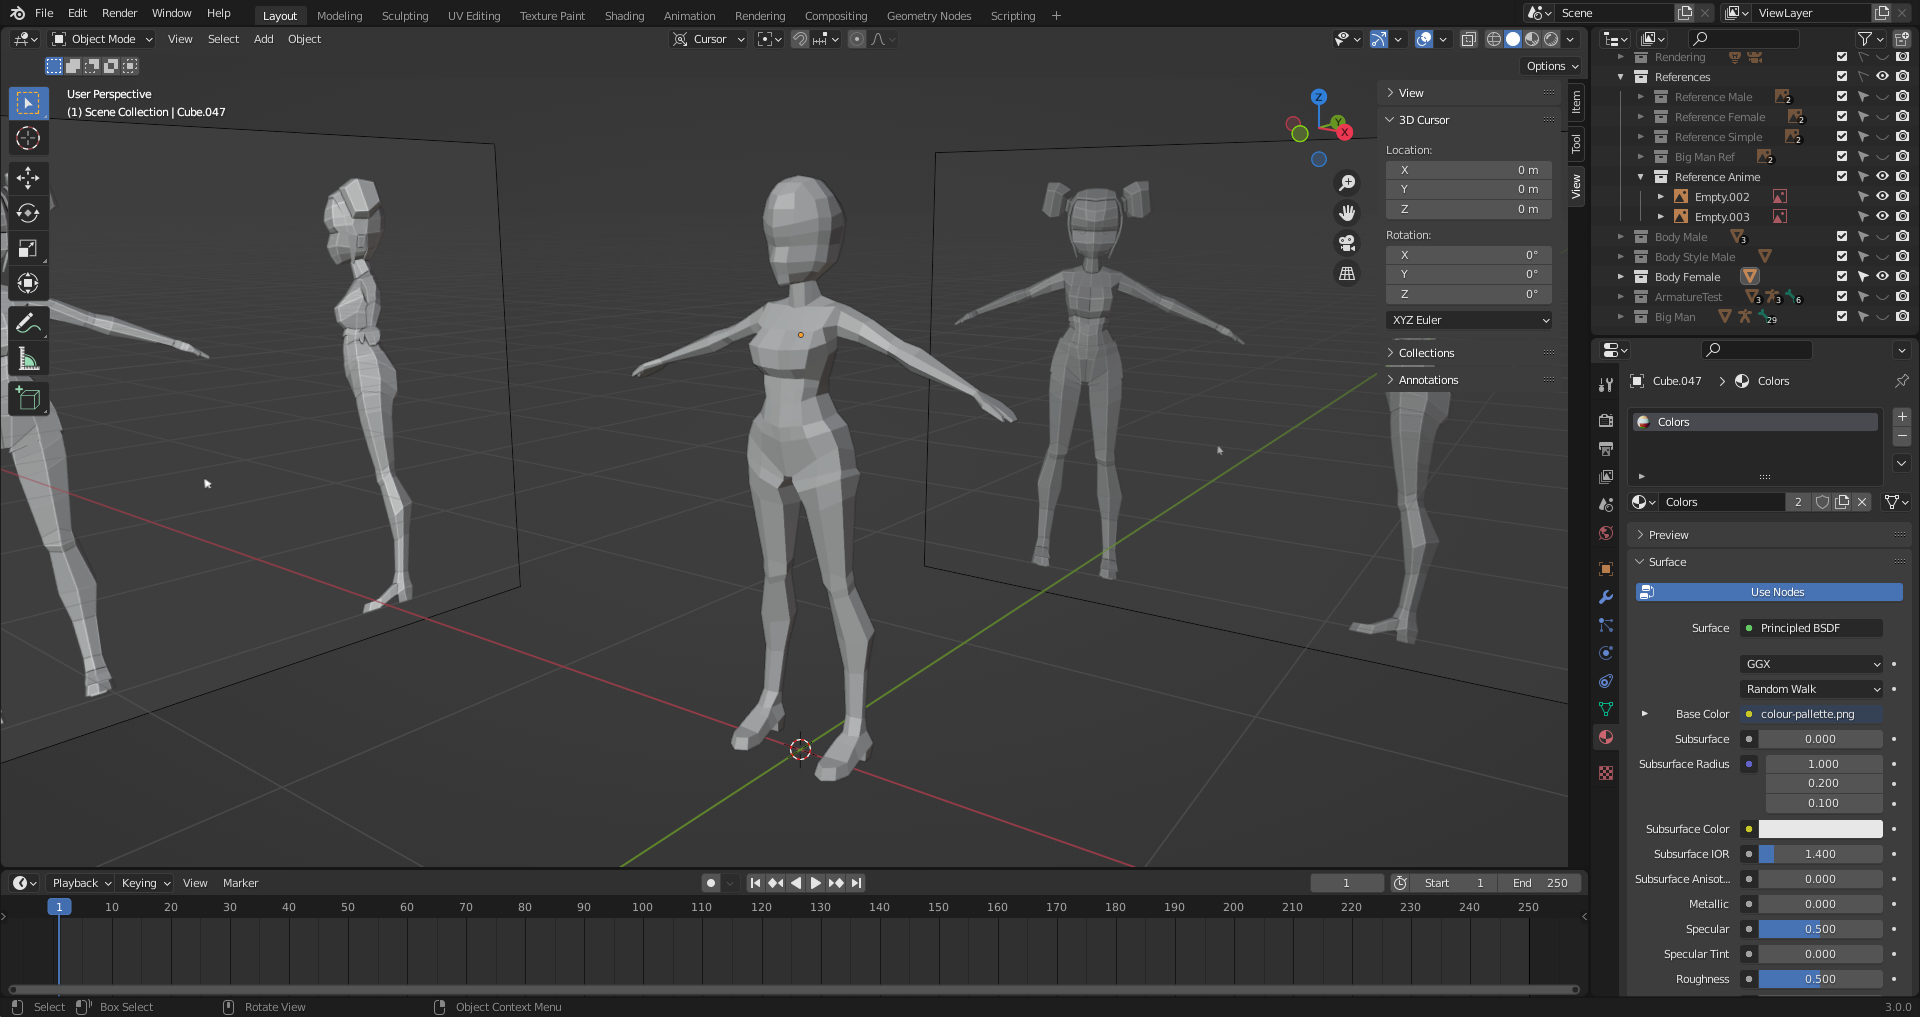 File Edit Render Window Help Layout Modeling Sculpting UV Editing Texture Paint Shading Animation Rendering Compositing Geometry Nodes Scripting + Scene ViewLayer
Object Mode View Select Add Object Cursor
Options
User Perspective
(1) Scene Collection | Cube.047
Z
Y
X
View
3D Cursor
Location:
X 0 m
Y 0 m
Z 0 m
Rotation:
X 0°
Y 0°
Z 0°
XYZ Euler
Collections
Annotations
Item
Tool
View
Rendering
References
Reference Male 2
Reference Female 2
Reference Simple 2
Big Man Ref 2
Reference Anime
Empty.002
Empty.003
Body Male 3
Body Style Male
Body Female
ArmatureTest 3 3 6
Big Man 29
Cube.047 Colors
Colors
Colors 2
Preview
Surface
Use Nodes
Surface Principled BSDF
GGX
Random Walk
Base Color colour-pallette.png
Subsurface 0.000
Subsurface Radius 1.000
0.200
0.100
Subsurface Color
Subsurface IOR 1.400
Subsurface Anisot... 0.000
Metallic 0.000
Specular 0.500
Specular Tint 0.000
Roughness 0.500
Playback Keying View Marker 1 Start 1 End 250
1 10 20 30 40 50 60 70 80 90 100 110 120 130 140 150 160 170 180 190 200 210 220 230 240 250
Select Box Select Rotate View Object Context Menu 3.0.0